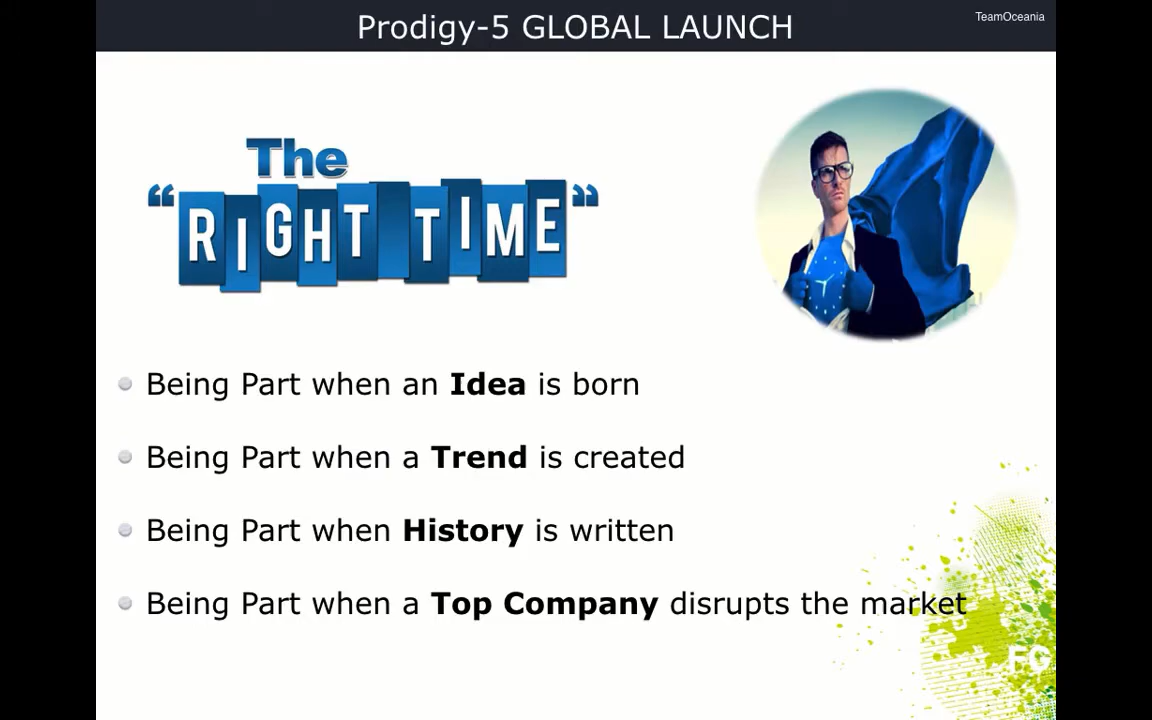 Prodigy-5 GLOBAL LAUNCH
TeamOceania
The
“RIGHT TIME”
Being Part when an Idea is born
Being Part when a Trend is created
Being Part when History is written
Being Part when a Top Company disrupts the market
FG